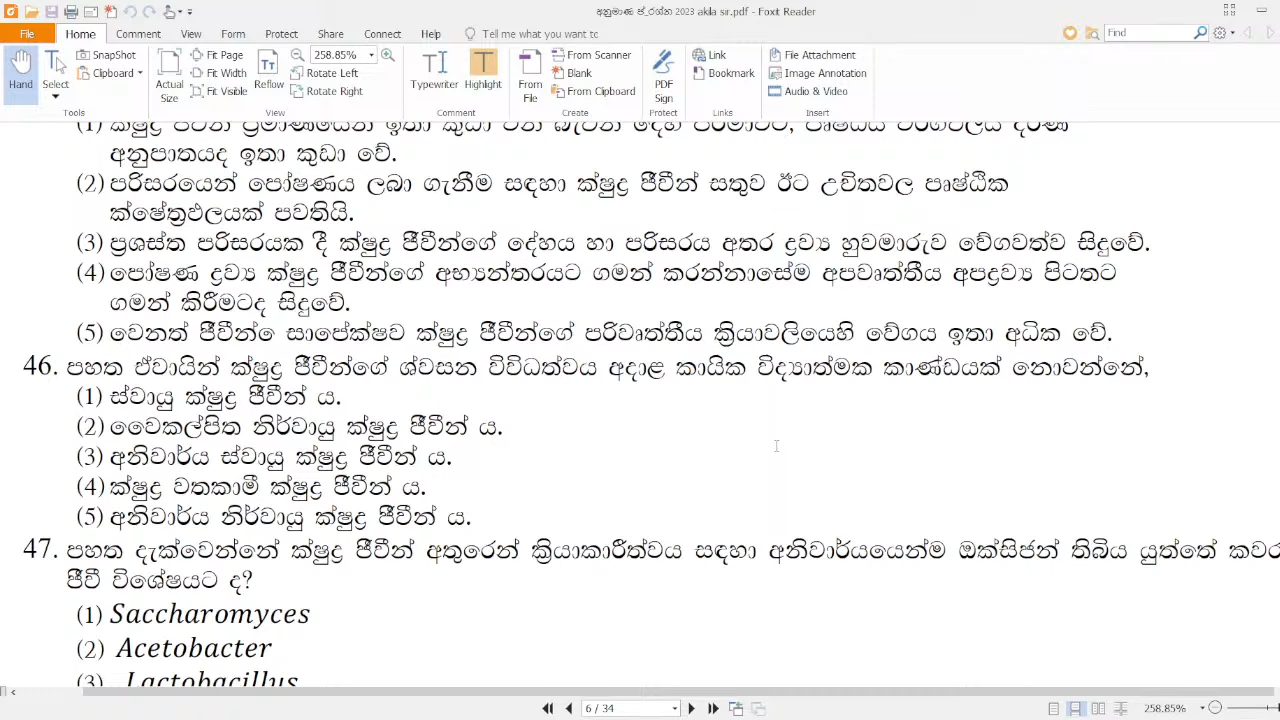 අනුමාණ ප් රශ්න 2023 akila sir.pdf - Foxit Reader
File Home Comment View Form Protect Share Connect Help Tell me what you want to Find
Hand
Select
SnapShot
Clipboard
Tools
Actual Size
Fit Page
Fit Width
Fit Visible
Reflow
258.85%
Rotate Left
Rotate Right
View
Typewriter
Highlight
Comment
From File
From Scanner
Blank
From Clipboard
Create
PDF Sign
Protect
Link
Bookmark
Links
File Attachment
Image Annotation
Audio & Video
Insert
අනුපාතයද ඉතා කුඩා වේ.
(2) පරිසරයෙන් පෝෂණය ලබා ගැනීම සඳහා ක්ෂුද්‍ර ජීවීන් සතුව ඊට උචිතවල පෘෂ්ඨික
ක්ෂේත්‍රඵලයක් පවතියි.
(3) ප්‍රශස්ත පරිසරයක දී ක්ෂුද්‍ර ජීවීන්ගේ දේහය හා පරිසරය අතර ද්‍රව්‍ය හුවමාරුව වේගවත්ව සිදුවේ.
(4) පෝෂණ ද්‍රව්‍ය ක්ෂුද්‍ර ජීවීන්ගේ අභ්‍යන්තරයට ගමන් කරන්නාසේම අපවෘත්තීය අපද්‍රව්‍ය පිටතට
ගමන් කිරීමටද සිදුවේ.
(5) වෙනත් ජීවීන්ෙ සාපේක්ෂව ක්ෂුද්‍ර ජීවීන්ගේ පරිවෘත්තීය ක්‍රියාවලියෙහි වේගය ඉතා අධික වේ.
46. පහත ඒවායින් ක්ෂුද්‍ර ජීවීන්ගේ ශ්වසන විවිධත්වය අදාළ කායික විද්‍යාත්මක කාණ්ඩයක් නොවන්නේ,
(1) ස්වායු ක්ෂුද්‍ර ජීවීන් ය.
(2) වෛකල්පිත නිර්වායු ක්ෂුද්‍ර ජීවීන් ය.
(3) අනිවාර්ය ස්වායු ක්ෂුද්‍ර ජීවීන් ය.
(4) ක්ෂුද්‍ර වතකාමී ක්ෂුද්‍ර ජීවීන් ය.
(5) අනිවාර්ය නිර්වායු ක්ෂුද්‍ර ජීවීන් ය.
47. පහත දැක්වෙන්නේ ක්ෂුද්‍ර ජීවීන් අතුරෙන් ක්‍රියාකාරීත්වය සඳහා අනිවාර්යයෙන්ම ඔක්සිජන් තිබිය යුත්තේ කවර
ජීවී විශේෂයට ද?
(1) Saccharomyces
(2) Acetobacter
(3) Lactobacillus
6 / 34 258.85%